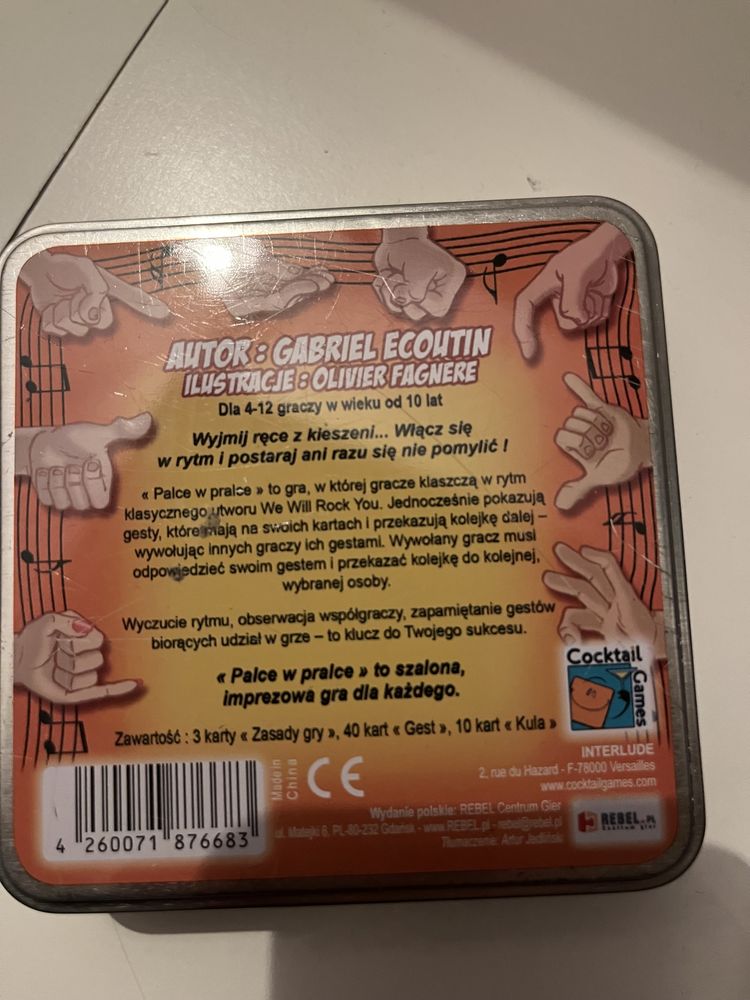 AUTOR : GABRIEL ECOUTIN
ILUSTRACJE : OLIVIER FAGNERE
Dla 4-12 graczy w wieku od 10 lat
Wyjmij ręce z kieszeni... Włącz się
w rytm i postaraj ani razu się nie pomylić !
« Palce w pralce » to gra, w której gracze klaszczą w rytm
klasycznego utworu We Will Rock You. Jednocześnie pokazują
gesty, które mają na swoich kartach i przekazują kolejkę dalej –
wywołując innych graczy ich gestami. Wywołany gracz musi
odpowiedzieć swoim gestem i przekazać kolejkę do kolejnej,
wybranej osoby.
Wyczucie rytmu, obserwacja współgraczy, zapamiętanie gestów
biorących udział w grze – to klucz do Twojego sukcesu.
« Palce w pralce » to szalona,
imprezowa gra dla każdego.
Zawartość : 3 karty « Zasady gry », 40 kart « Gest », 10 kart « Kula »
Cocktail
Games
INTERLUDE
2, rue du Hazard - F-78000 Versailles
www.cocktailgames.com
Made in
China
CE
Wydanie polskie: REBEL Centrum Gier
ul. Matejki 6, PL-80-232 Gdańsk - www.REBEL.pl - rebel@rebel.pl
Tłumaczenie: Artur Jedliński
REBEL.PL
Centrum gier
4 260071 876683